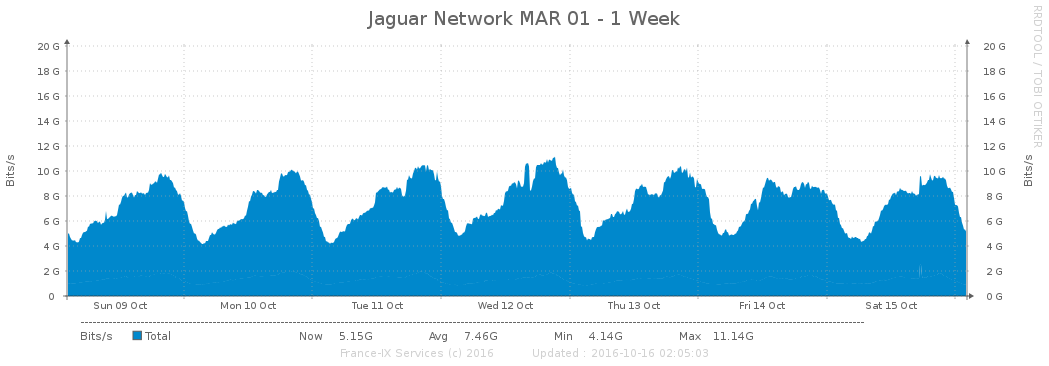 Jaguar Network MAR 01 - 1 Week
RRDTOOL / TOBI OETIKER
Bits/s
20 G
18 G
16 G
14 G
12 G
10 G
8 G
6 G
4 G
2 G
0
20 G
18 G
16 G
14 G
12 G
10 G
8 G
6 G
4 G
2 G
0 G
Bits/s
Sun 09 Oct Mon 10 Oct Tue 11 Oct Wed 12 Oct Thu 13 Oct Fri 14 Oct Sat 15 Oct
Bits/s Total Now 5.15G Avg 7.46G Min 4.14G Max 11.14G
France-IX Services (c) 2016 Updated : 2016-10-16 02:05:03